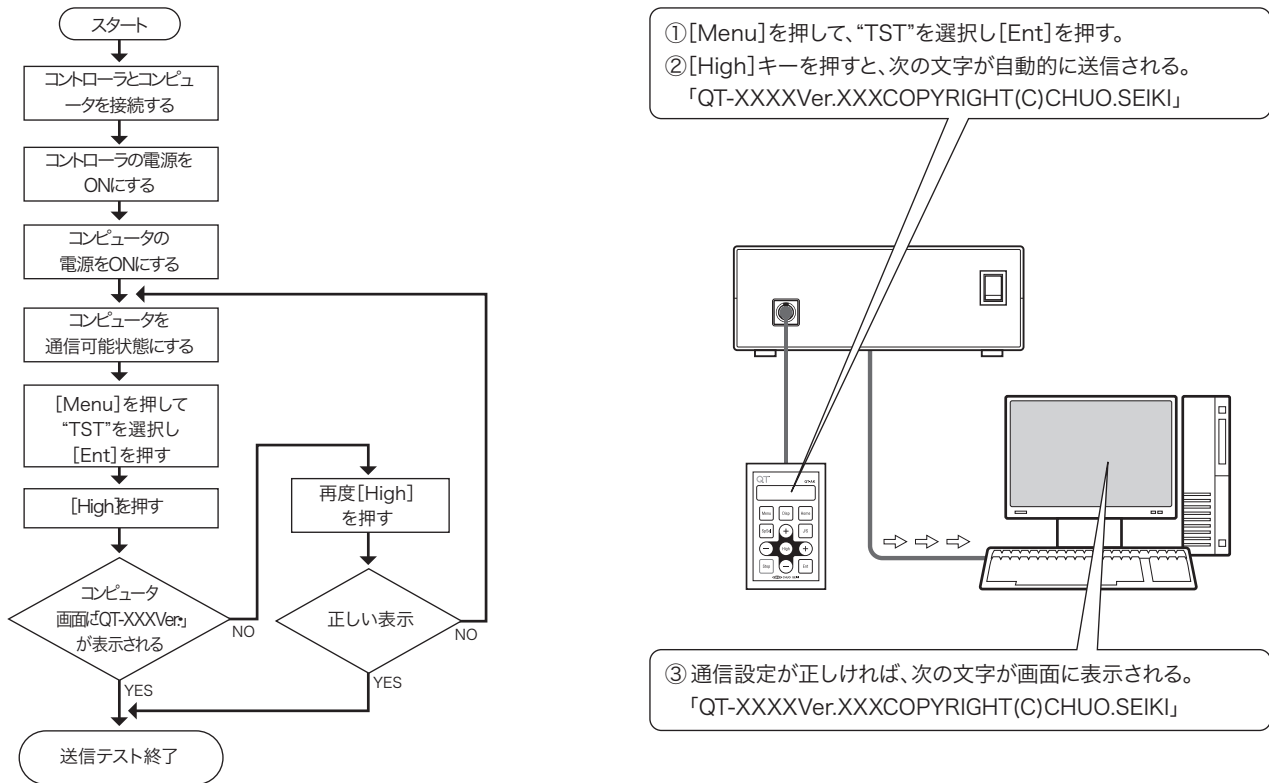 スタート
コントローラとコンピュ
ータを接続する
コントローラの電源を
ONにする
コンピュータの
電源をONにする
コンピュータを
通信可能状態にする
[Menu]を押して
“TST”を選択し
[Ent]を押す
[High]を押す
コンピュータ
画面に「QT-XXXVer.」
が表示される
NO
YES
再度[High]
を押す
正しい表示
NO
YES
送信テスト終了
①[Menu]を押して、“TST”を選択し[Ent]を押す。
②[High]キーを押すと、次の文字が自動的に送信される。
「QT-XXXXVer.XXXCOPYRIGHT(C)CHUO.SEIKI」
QT
Menu Disp Home
High
Stop Ent
CHUO SEIKI
③通信設定が正しければ、次の文字が画面に表示される。
「QT-XXXXVer.XXXCOPYRIGHT(C)CHUO.SEIKI」